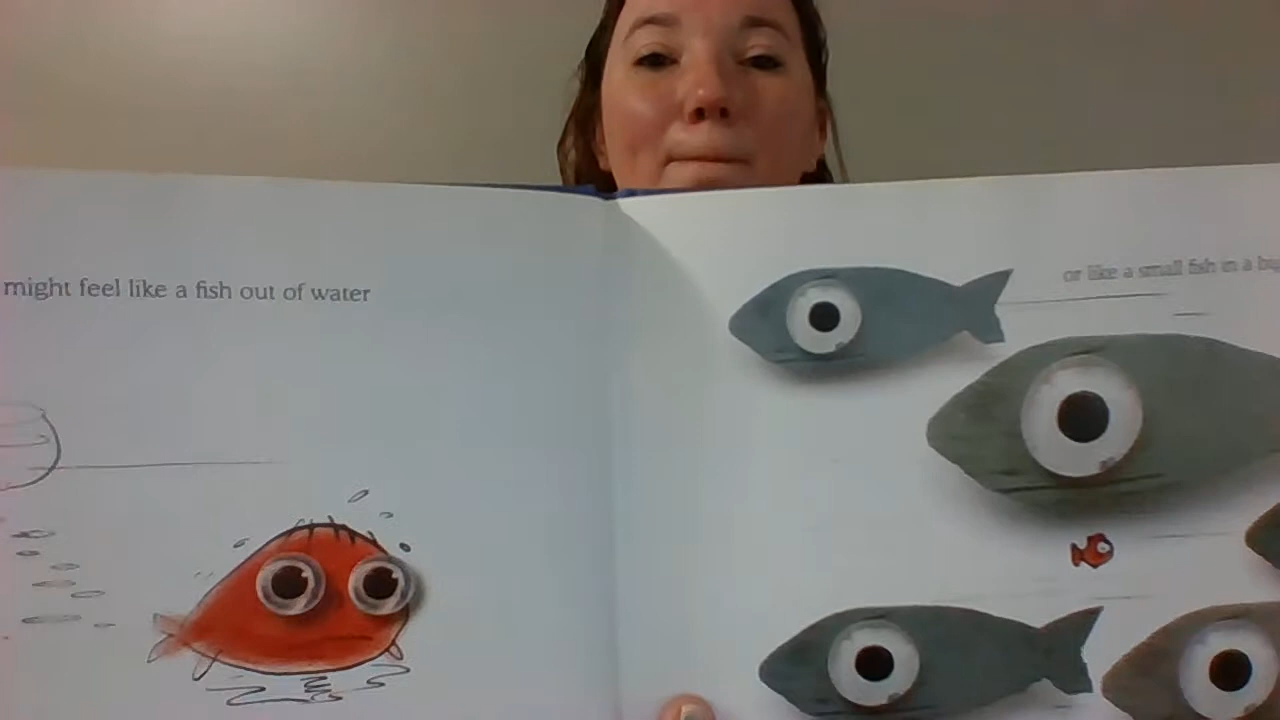 might feel like a fish out of water
or like a small fish in a